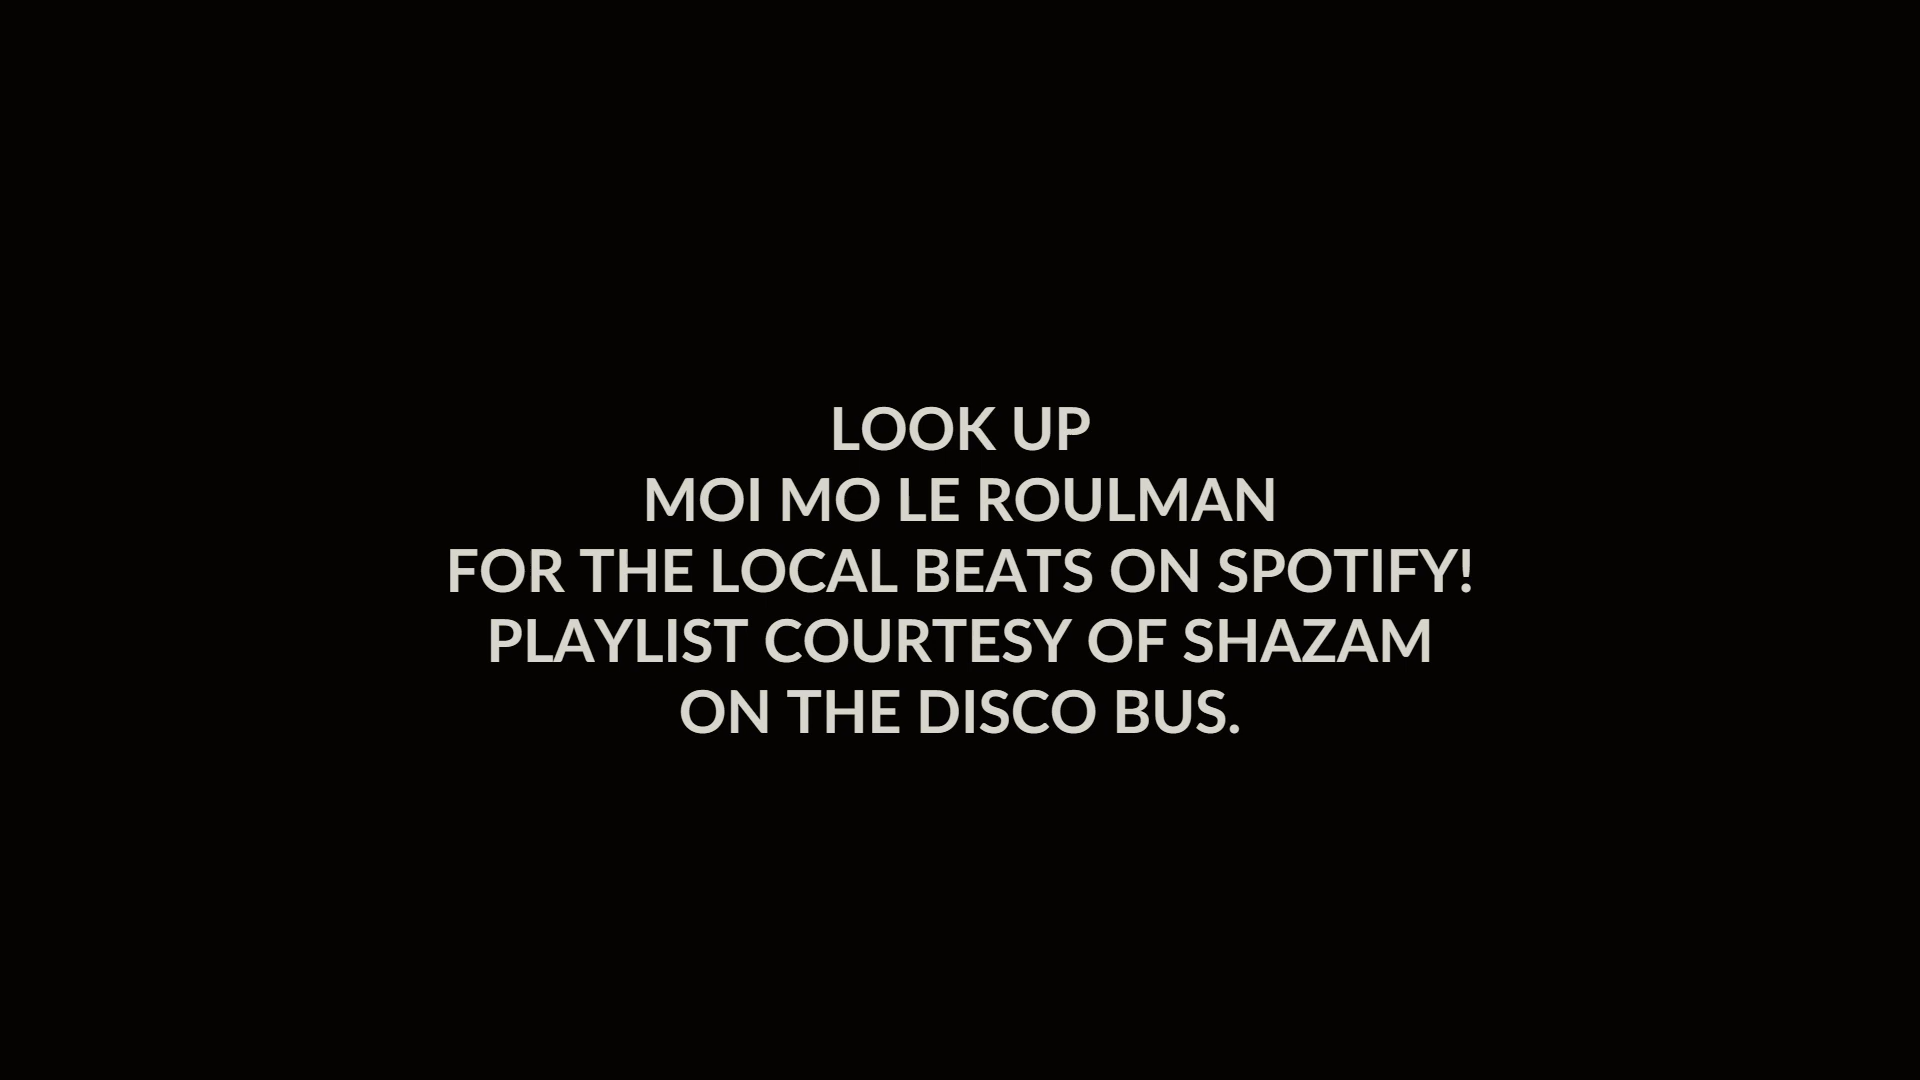 LOOK UP
MOI MO LE ROULMAN
FOR THE LOCAL BEATS ON SPOTIFY!
PLAYLIST COURTESY OF SHAZAM
ON THE DISCO BUS.